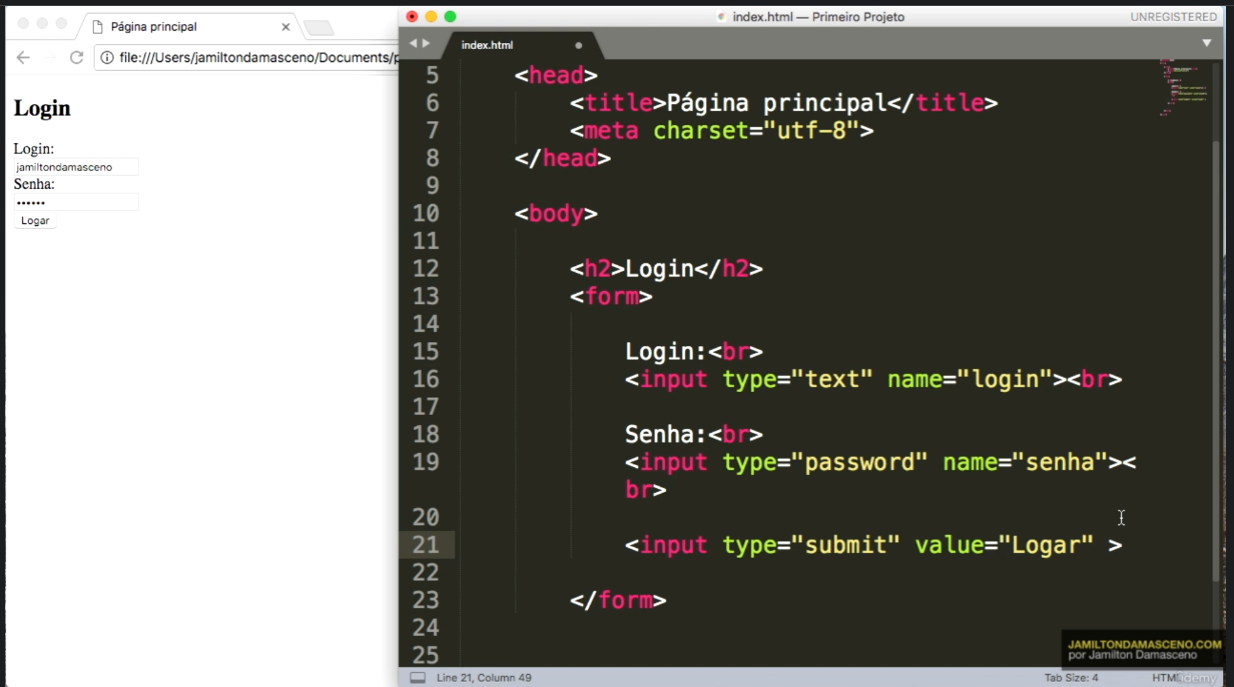 Página principal
file:///Users/jamiltondamasceno/Documents/p
Login
Login:
jamiltondamasceno
Senha:
••••••
Logar
index.html — Primeiro Projeto
UNREGISTERED
index.html
5 <head>
6 <title>Página principal</title>
7 <meta charset="utf-8">
8 </head>
9
10 <body>
11
12 <h2>Login</h2>
13 <form>
14
15 Login:<br>
16 <input type="text" name="login"><br>
17
18 Senha:<br>
19 <input type="password" name="senha"><
br>
20
21 <input type="submit" value="Logar" >
22
23 </form>
24
25
JAMILTONDAMASCENO.COM
por Jamilton Damasceno
Line 21, Column 49
Tab Size: 4
HTML
Udemy